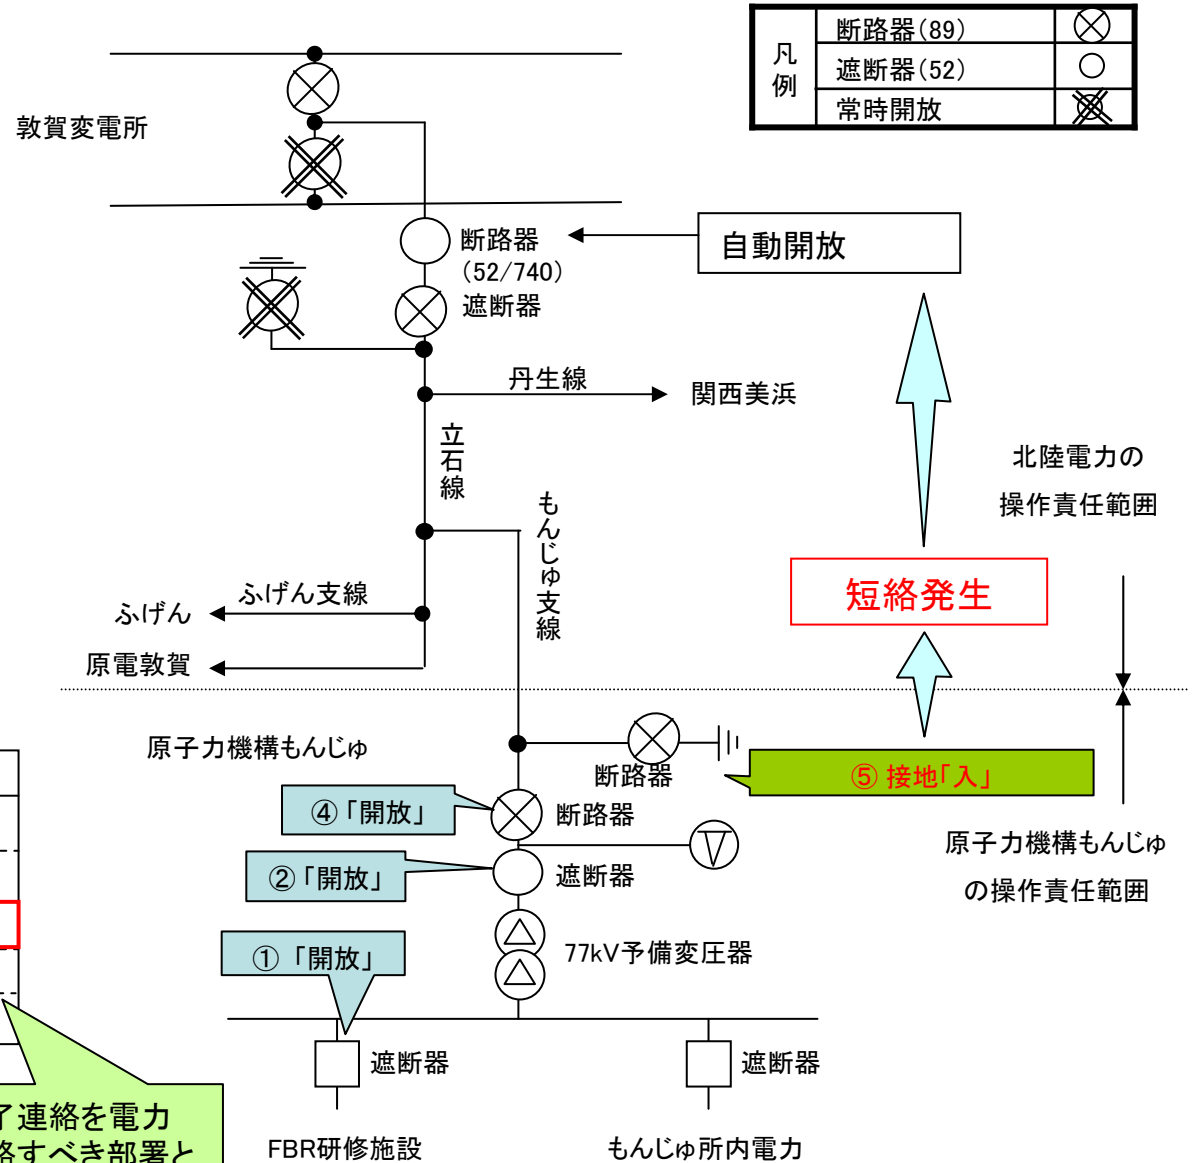 凡例
断路器(89)
遮断器(52)
常時開放
敦賀変電所
断路器
(52/740)
遮断器
自動開放
丹生線
関西美浜
立石線
もんじゅ支線
北陸電力の
操作責任範囲
短絡発生
ふげん
ふげん支線
原電敦賀
原子力機構もんじゅ
断路器
⑤ 接地「入」
④「開放」
断路器
原子力機構もんじゅ
の操作責任範囲
②「開放」
遮断器
①「開放」
77kV予備変圧器
遮断器
遮断器
了連絡を電力
絡すべき部署と
FBR研修施設
もんじゅ所内電力